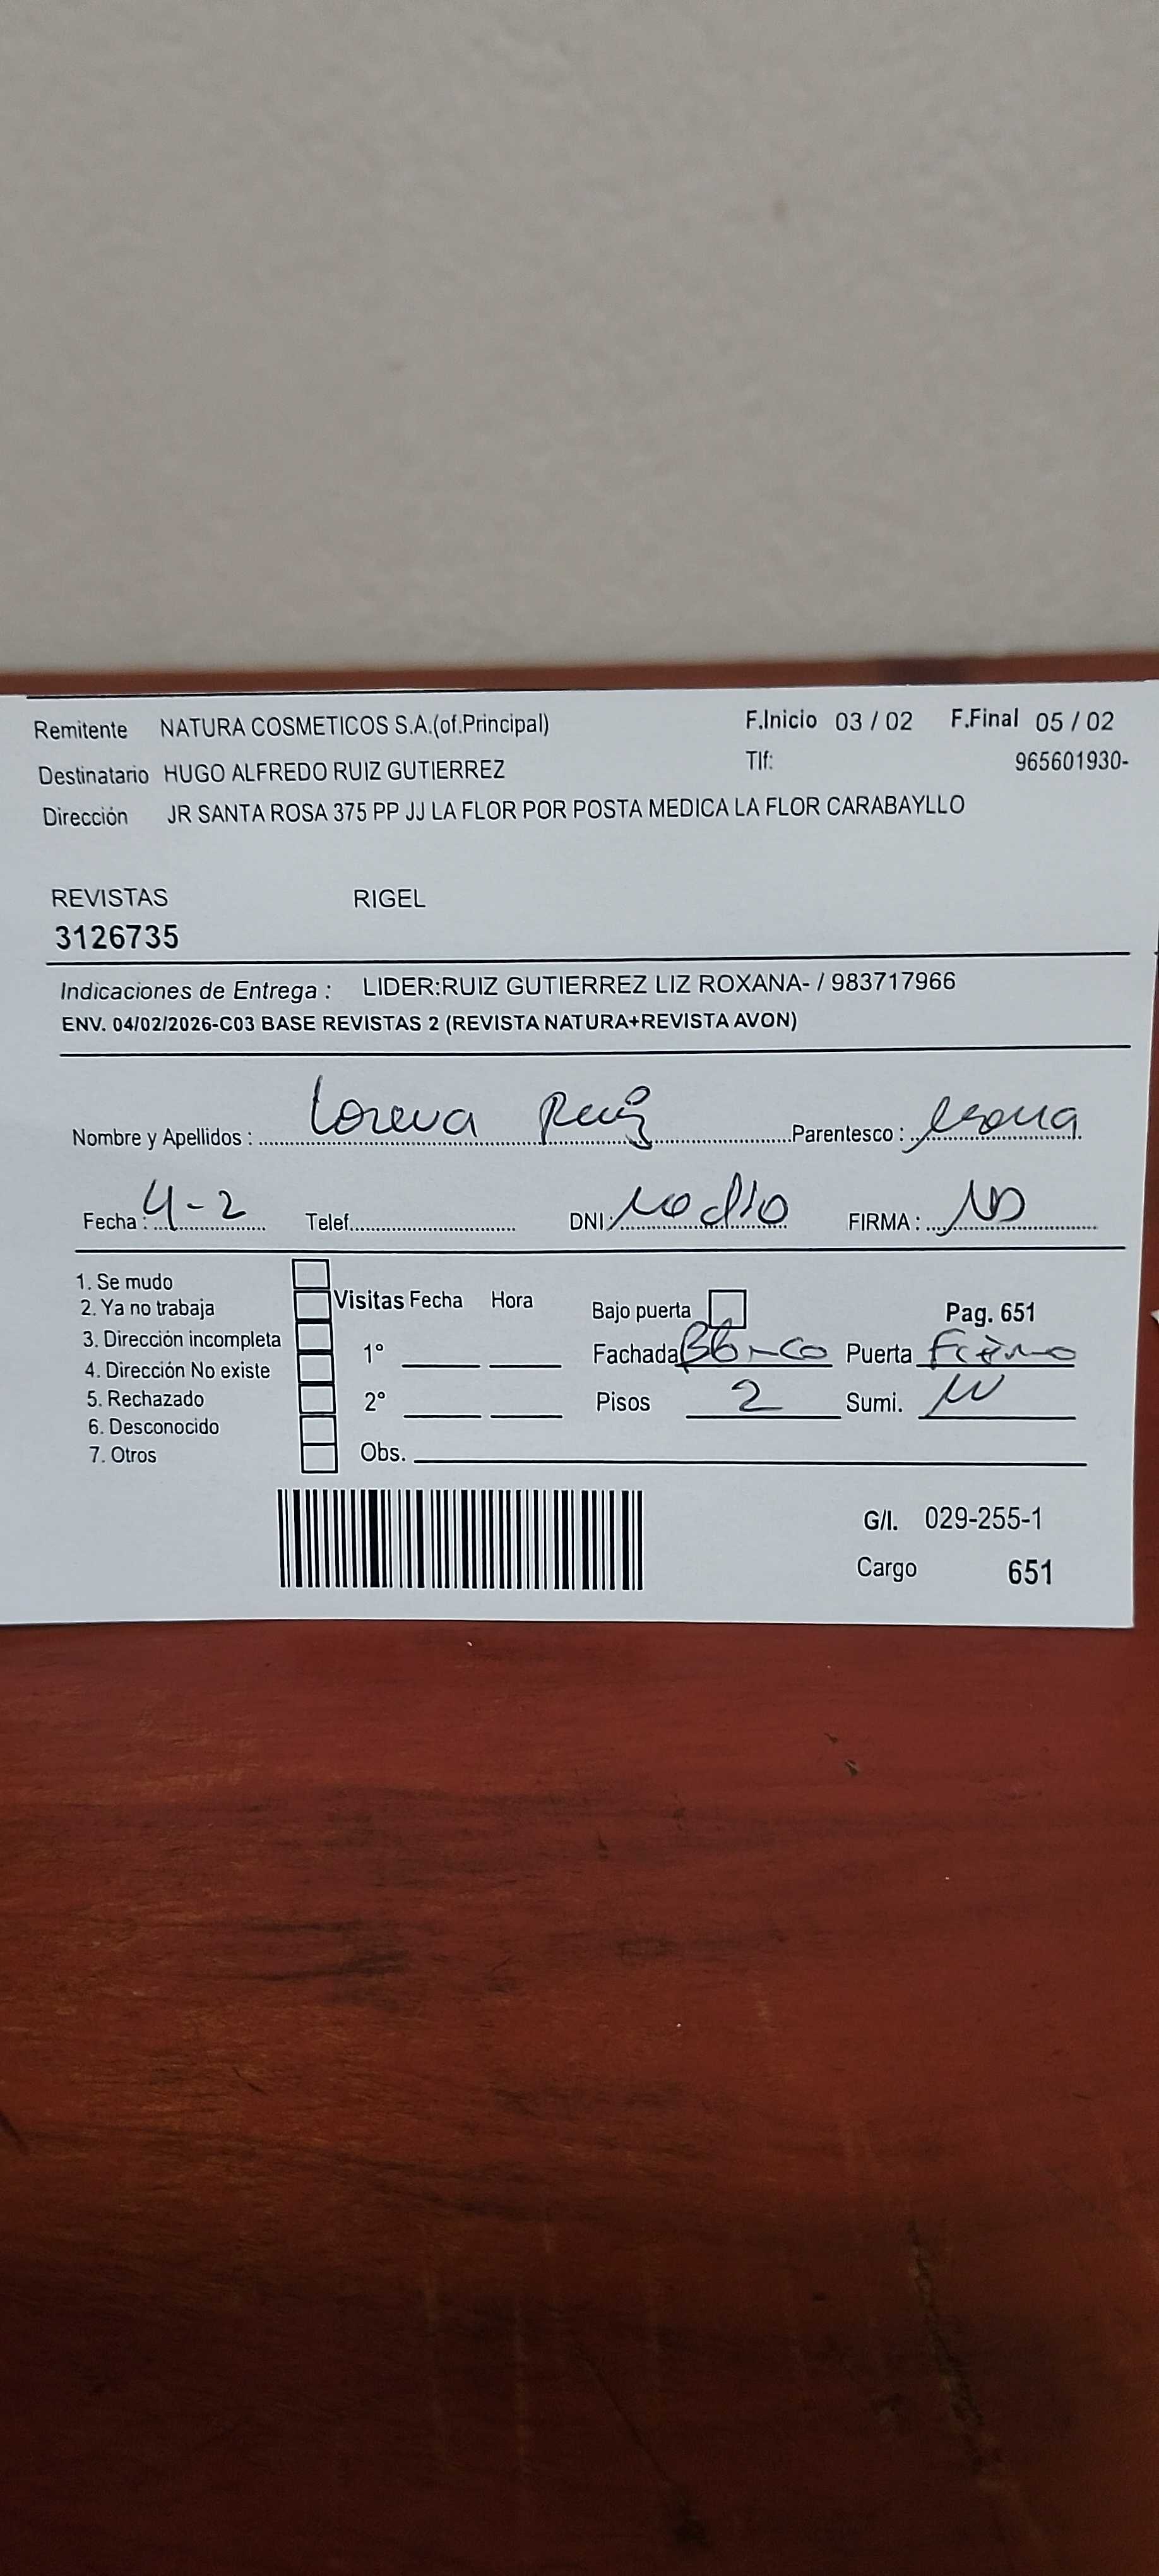 Remitente NATURA COSMETICOS S.A.(of.Principal) F.Inicio 03 / 02 F.Final 05 / 02
Destinatario HUGO ALFREDO RUIZ GUTIERREZ Tlf: 965601930-
Dirección JR SANTA ROSA 375 PP JJ LA FLOR POR POSTA MEDICA LA FLOR CARABAYLLO
REVISTAS RIGEL
3126735
Indicaciones de Entrega : LIDER:RUIZ GUTIERREZ LIZ ROXANA- / 983717966
ENV. 04/02/2026-C03 BASE REVISTAS 2 (REVISTA NATURA+REVISTA AVON)
Nombre y Apellidos : Lorena Ruiz Parentesco :
Fecha : 4-2 Telef. DNI: No dio FIRMA :
1. Se mudo
2. Ya no trabaja Visitas Fecha Hora Bajo puerta Pag. 651
3. Dirección incompleta 1° Fachada Blanco Puerta Fierro
4. Dirección No existe
5. Rechazado 2° Pisos 2 Sumi.
6. Desconocido
7. Otros Obs.
G/I. 029-255-1
Cargo 651